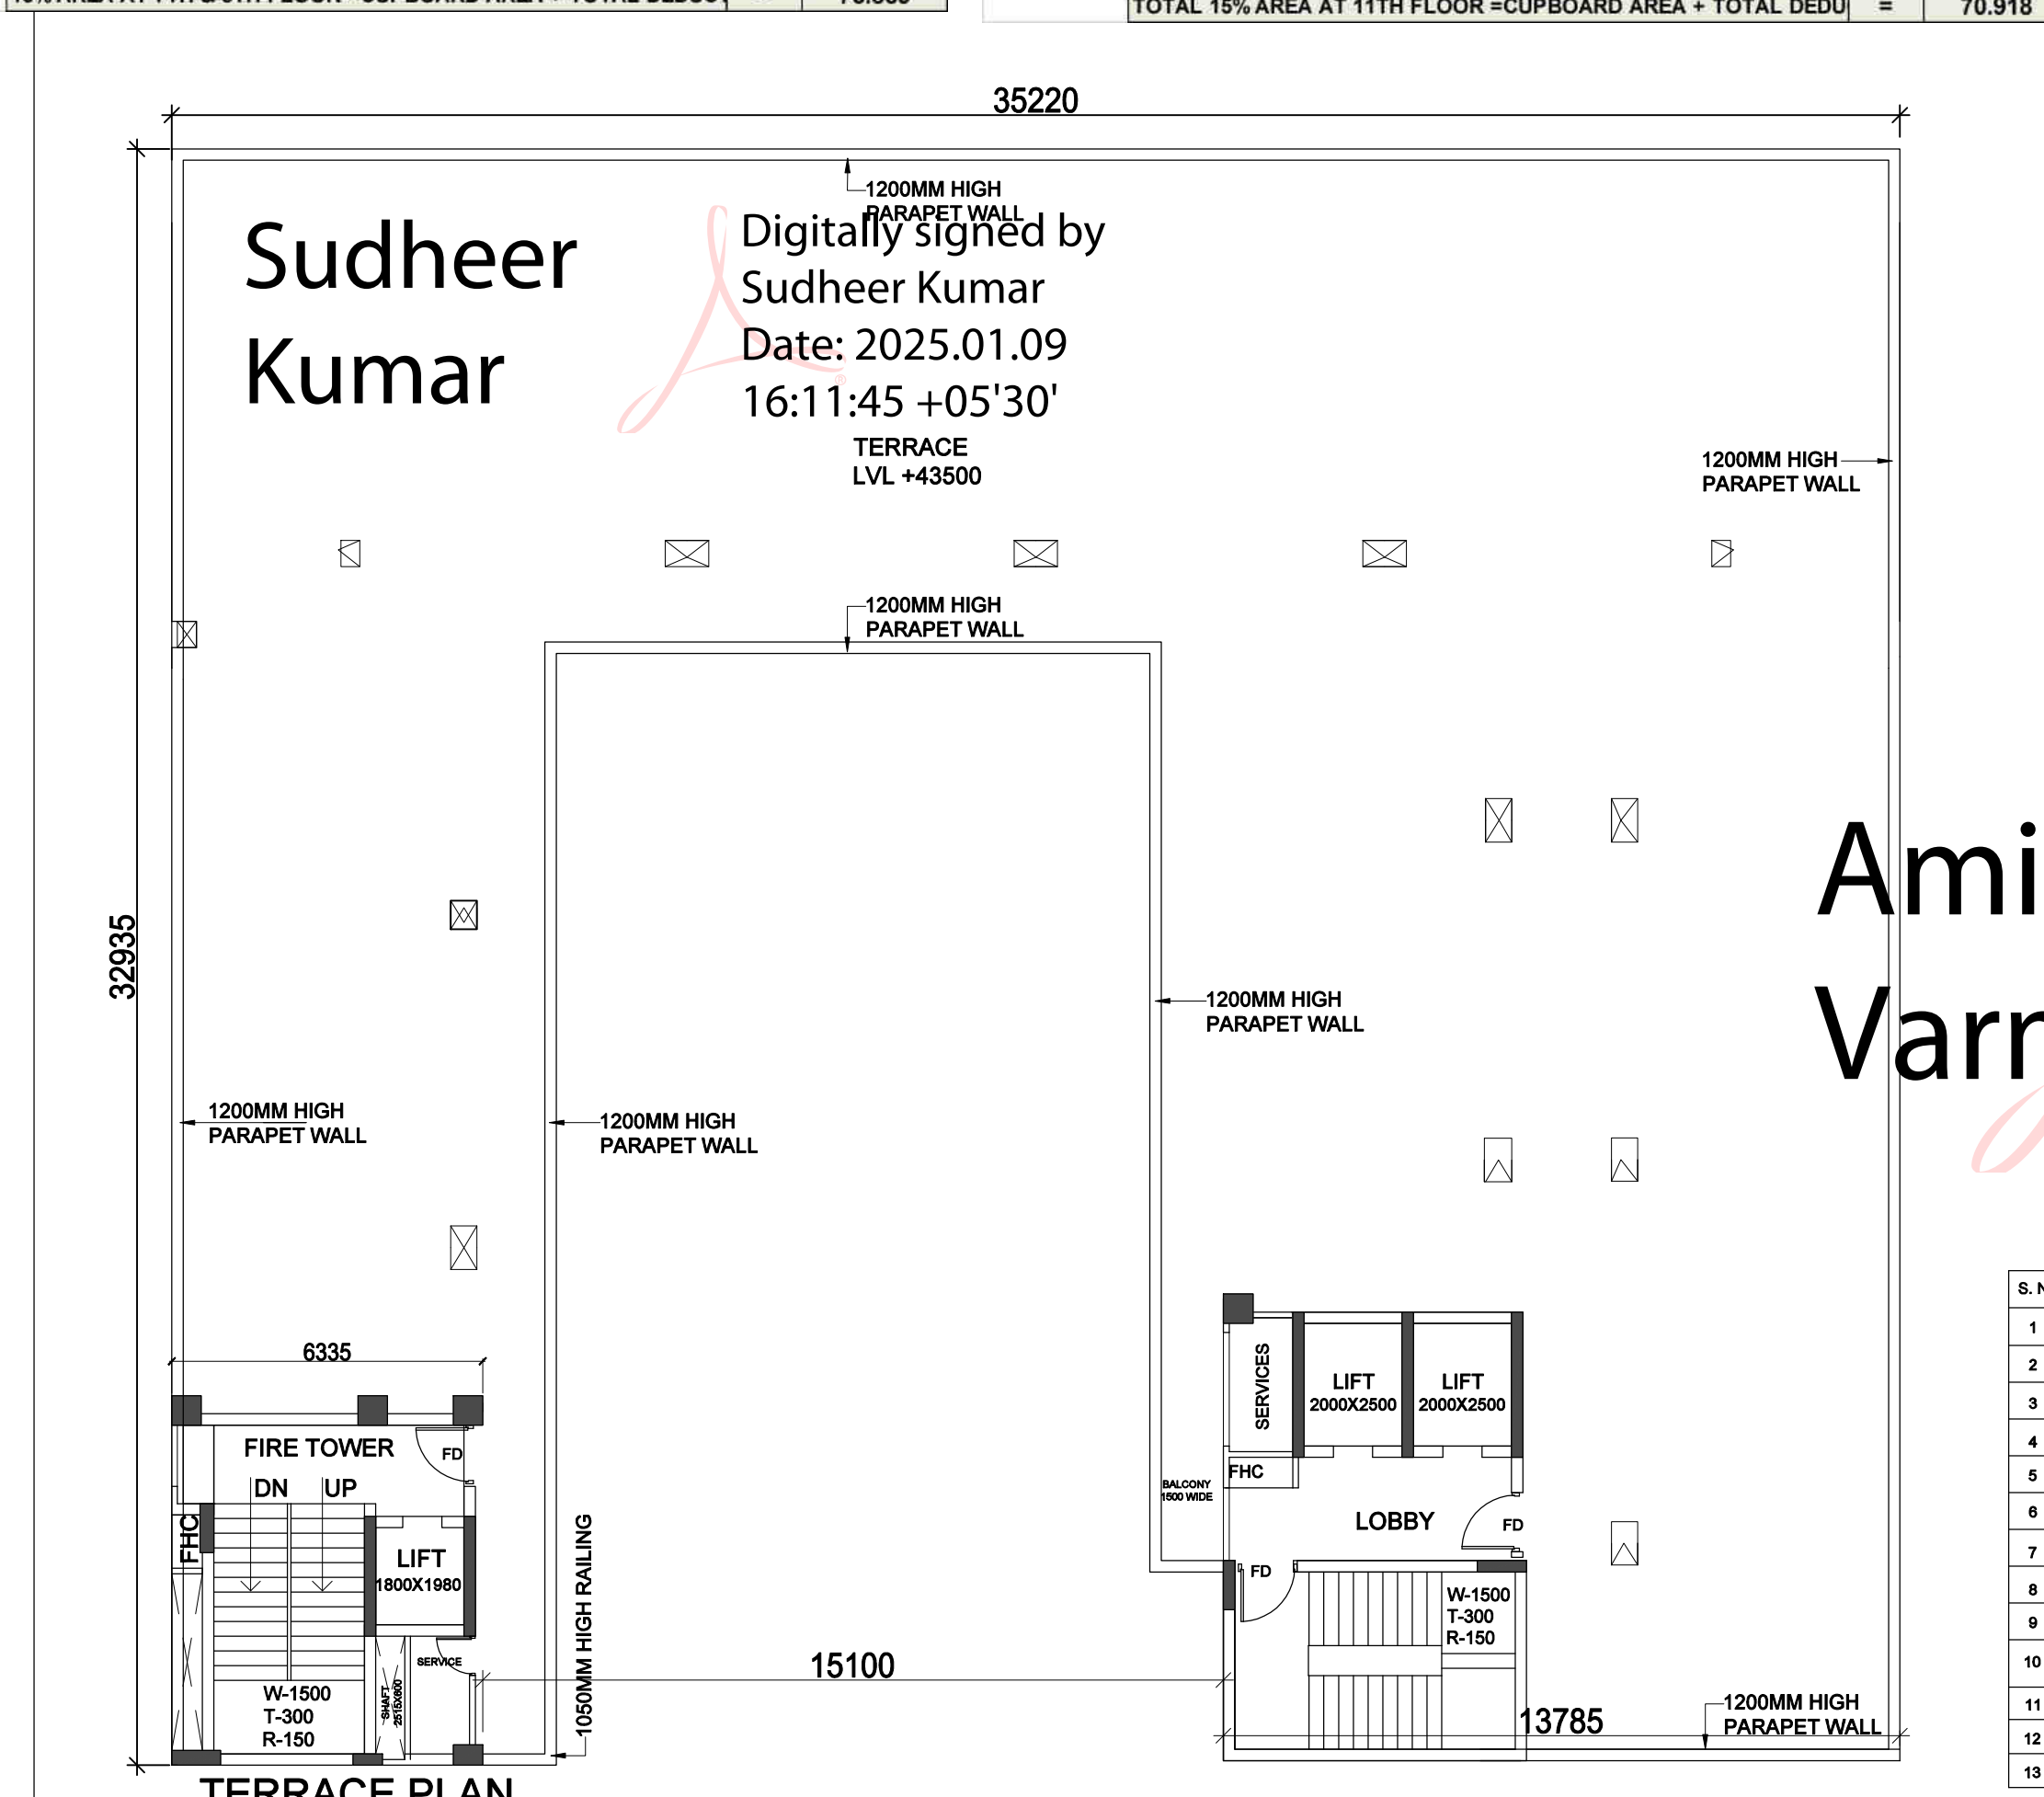 TOTAL 15% AREA AT 11TH FLOOR =CUPBOARD AREA + TOTAL DEDU = 70.918
35220
1200MM HIGH
PARAPET WALL
Sudheer
Kumar
Digitally signed by
Sudheer Kumar
Date: 2025.01.09
16:11:45 +05'30'
TERRACE
LVL +43500
1200MM HIGH
PARAPET WALL
1200MM HIGH
PARAPET WALL
Ami
32935
1200MM HIGH
PARAPET WALL
1200MM HIGH
PARAPET WALL
1200MM HIGH
PARAPET WALL
6335
FIRE TOWER
FD
DN UP
FHC
LIFT
1800X1980
SERVICE
SHAFT
2515X600
W-1500
T-300
R-150
1050MM HIGH RAILING
15100
SERVICES
LIFT
2000X2500
LIFT
2000X2500
FHC
BALCONY
1500 WIDE
LOBBY
FD
FD
W-1500
T-300
R-150
13785
1200MM HIGH
PARAPET WALL
S. N
1
2
3
4
5
6
7
8
9
10
11
12
13
TERRACE PLAN